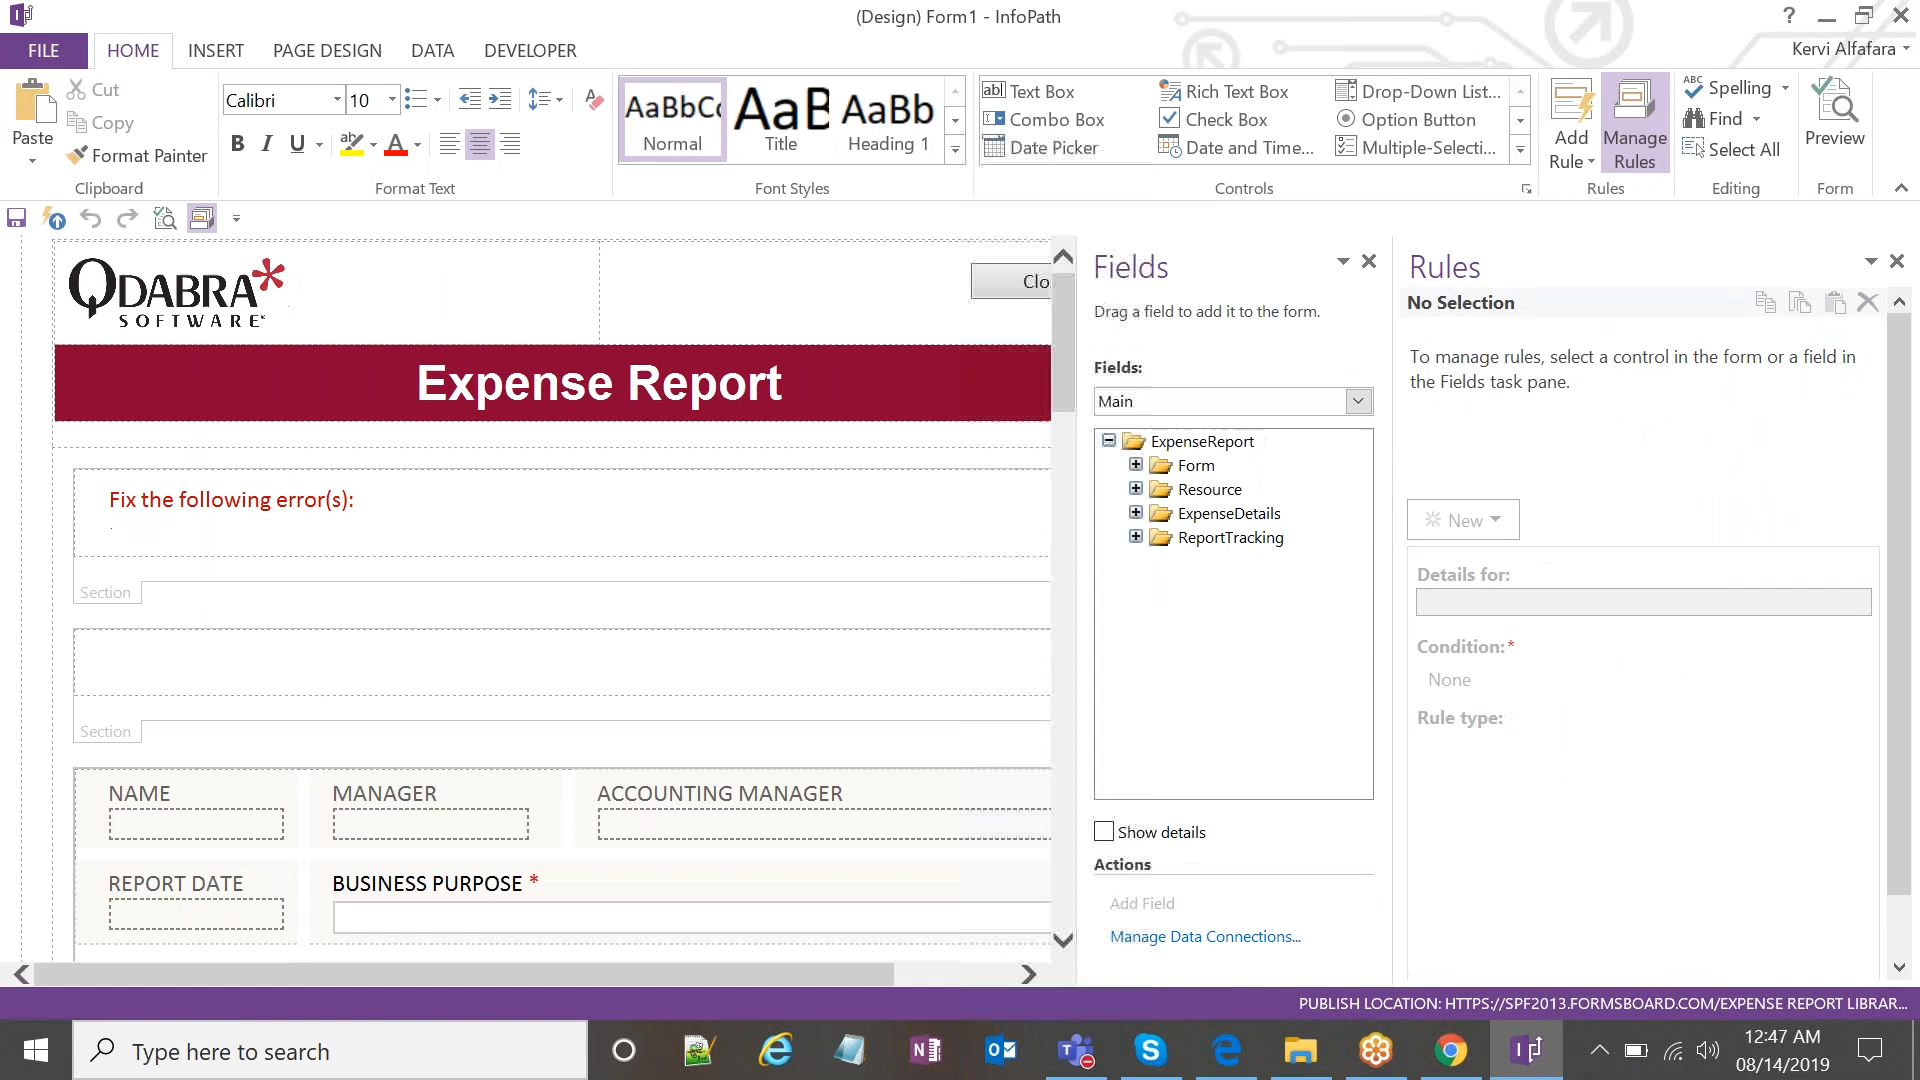 (Design) Form1 - InfoPath
?
FILE HOME INSERT PAGE DESIGN DATA DEVELOPER
Kervi Alfafara
Paste
Cut
Copy
Format Painter
Clipboard
Calibri 10
B I U ab A
Format Text
AaBbCc
Normal
AaB
Title
AaBb
Heading 1
Font Styles
Text Box
Combo Box
Date Picker
Rich Text Box
Check Box
Date and Time...
Drop-Down List...
Option Button
Multiple-Selecti...
Controls
Add
Rule
Manage
Rules
Rules
Spelling
Find
Select All
Editing
Preview
Form
QDABRA
SOFTWARE
Clo
Expense Report
Fix the following error(s):
.
Section
Section
NAME
MANAGER
ACCOUNTING MANAGER
REPORT DATE
BUSINESS PURPOSE *
Fields
Drag a field to add it to the form.
Fields:
Main
ExpenseReport
Form
Resource
ExpenseDetails
ReportTracking
Show details
Actions
Add Field
Manage Data Connections...
Rules
No Selection
To manage rules, select a control in the form or a field in
the Fields task pane.
New
Details for:
Condition:*
None
Rule type:
PUBLISH LOCATION: HTTPS://SPF2013.FORMSBOARD.COM/EXPENSE REPORT LIBRAR...
Type here to search
12:47 AM
08/14/2019